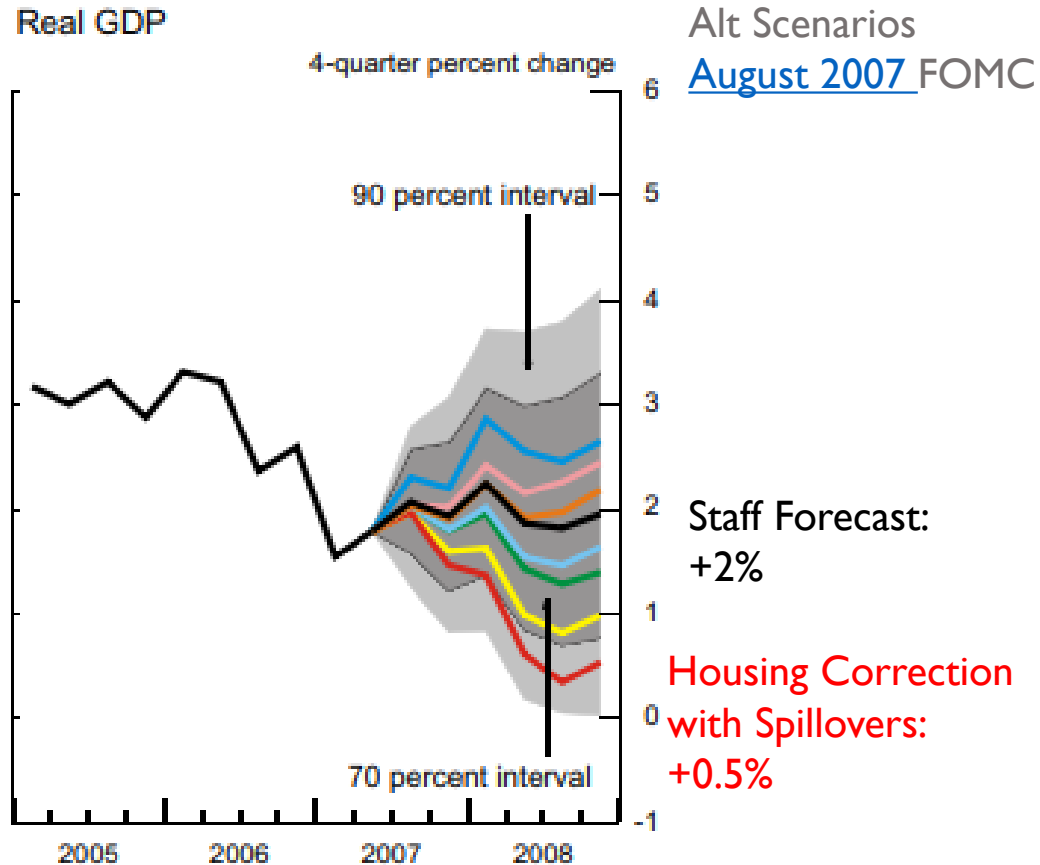 Real GDP
4-quarter percent change
Alt Scenarios
August 2007 FOMC
6
90 percent interval
5
4
3
2
Staff Forecast:
+2%
1
Housing Correction
with Spillovers:
+0.5%
0
70 percent interval
-1
2005 2006 2007 2008